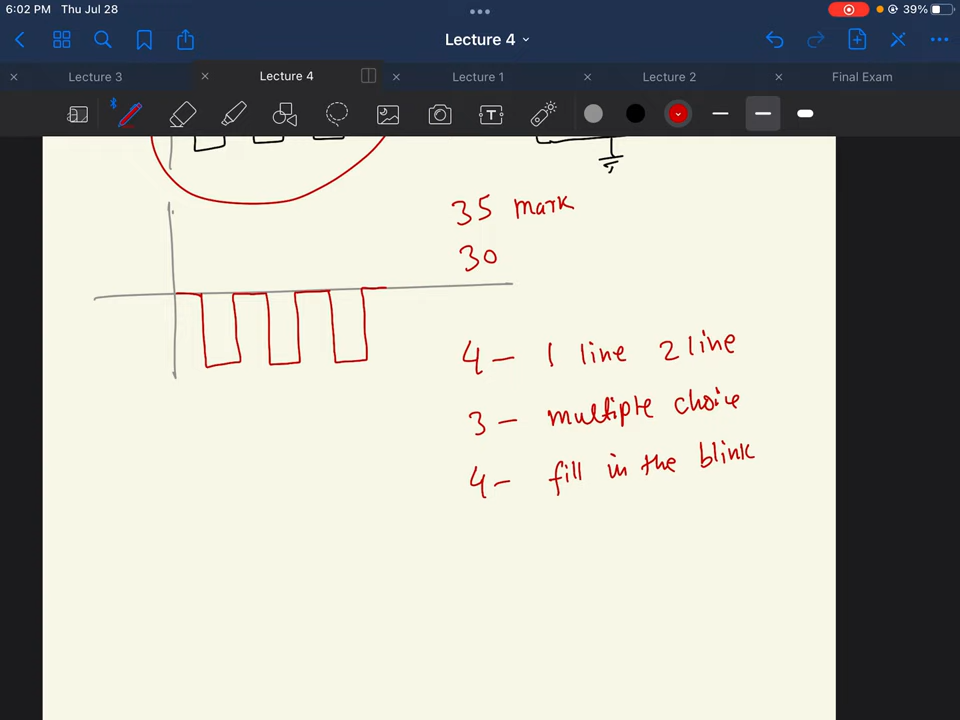 6:02 PM Thu Jul 28
39%
Lecture 4
Lecture 3
Lecture 4
Lecture 1
Lecture 2
Final Exam
T
35 mark
30
4 - 1 line 2 line
3 - multiple choice
4 - fill in the blink